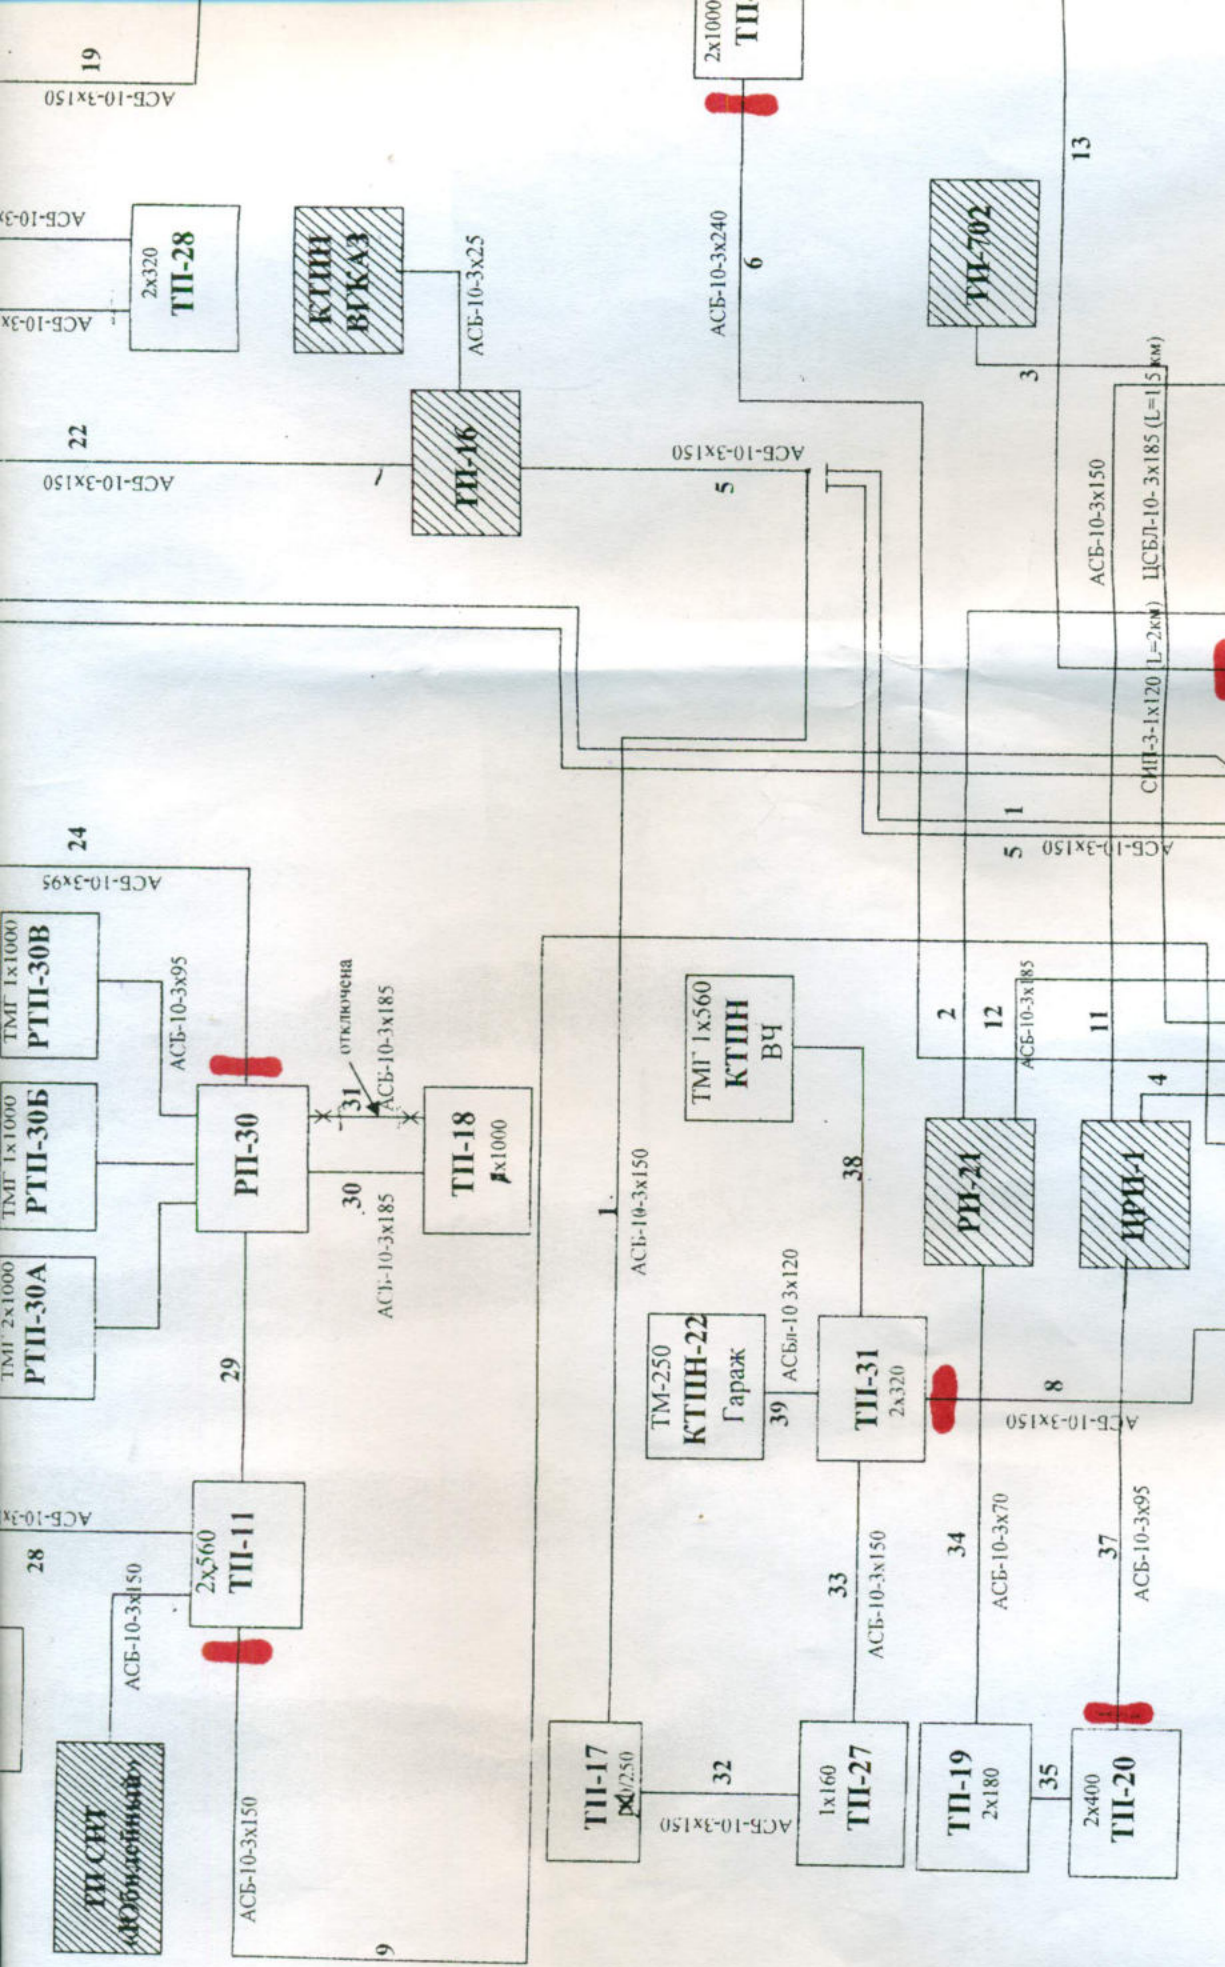 19
АСБ-10-3х150
2х320
ТП-28
КТПН
ВГКАЗ
АСБ-10-3х25
22
АСБ-10-3х150
ТП-16
АСБ-10-3х150
5
2х1000
АСБ-10-3х240
6
13
ТП-702
3
АСБ-10-3х150
ЦСБЛ-10- 3х185 (L=1,5 км)
СИП-3-1х120 (L=2км)
24
АСБ-10-3х95
ТМГ 1х1000
РТП-30В
АСБ-10-3х95
ТМГ 1х1000
РТП-30Б
ТМГ 2х1000
РТП-30А
РП-30
отключена
31
АСБ-10-3х185
30
АСБ-10-3х185
ТП-18
1х1000
29
28
2х560
ТП-11
АСБ-10-3х150
ТП СНТ
«Юбилейный»
АСБ-10-3х150
9
1
5
АСБ-10-3х150
ТМГ 1х560
КТПН
ВЧ
38
1
АСБ-10-3х150
ТМ-250
КТПН-22
Гараж
39
АСБл-10 3х120
ТП-31
2х320
8
АСБ-10-3х150
2
12
АСБ-10-3х185
11
4
РП-21
ЦРП-1
33
АСБ-10-3х150
34
АСБ-10-3х70
37
АСБ-10-3х95
ТП-17
32
АСБ-10-3х150
1х160
ТП-27
ТП-19
2х180
35
2х400
ТП-20